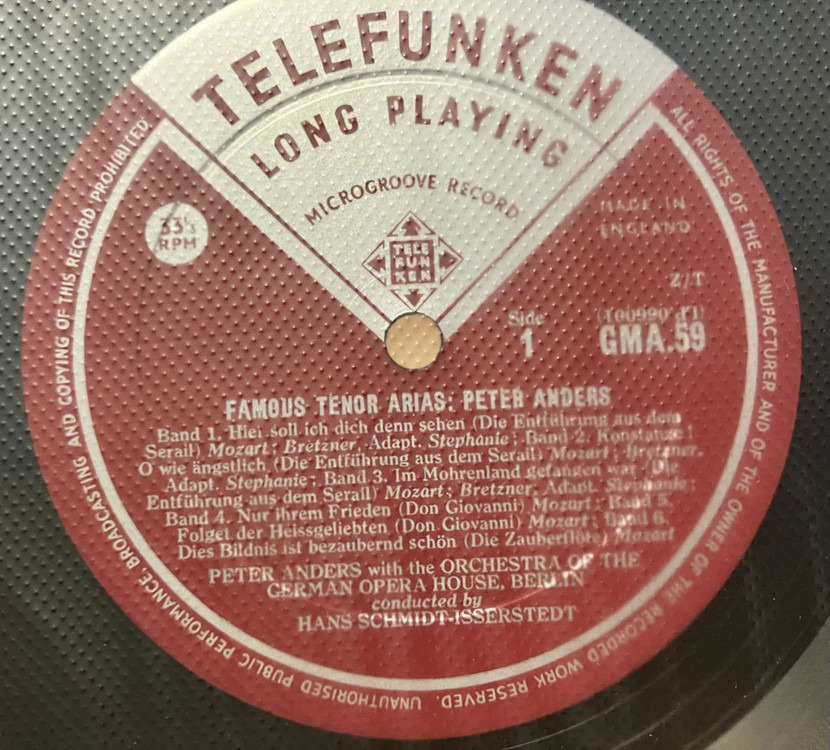 TELEFUNKEN
LONG PLAYING
MICROGROOVE RECORD
TELE
FUN
KEN
33⅓
RPM
MADE IN
ENGLAND
Z/T
Side
1
GMA.59
FAMOUS TENOR ARIAS: PETER ANDERS
Band 1. Hier soll ich dich denn sehen (Die Entführung aus dem
Serail) Mozart; Bretzner, Adapt. Stephanie; Band 2. Konstanze!
O wie ängstlich (Die Entführung aus dem Serail) Mozart; Bretzner,
Adapt. Stephanie; Band 3. Im Mohrenland gefangen war (Die
Entführung aus dem Serail) Mozart; Bretzner, Adapt. Stephanie;
Band 4. Nur ihrem Frieden (Don Giovanni) Mozart; Band 5.
Folget der Heissgeliebten (Don Giovanni) Mozart; Band 6.
Dies Bildnis ist bezaubernd schön (Die Zauberflöte) Mozart
PETER ANDERS with the ORCHESTRA OF THE
GERMAN OPERA HOUSE, BERLIN
conducted by
HANS SCHMIDT-ISSERSTEDT
ALL RIGHTS OF THE MANUFACTURER AND OF THE OWNER OF THE RECORDED WORK RESERVED. UNAUTHORISED PUBLIC PERFORMANCE, BROADCASTING AND COPYING OF THIS RECORD PROHIBITED.